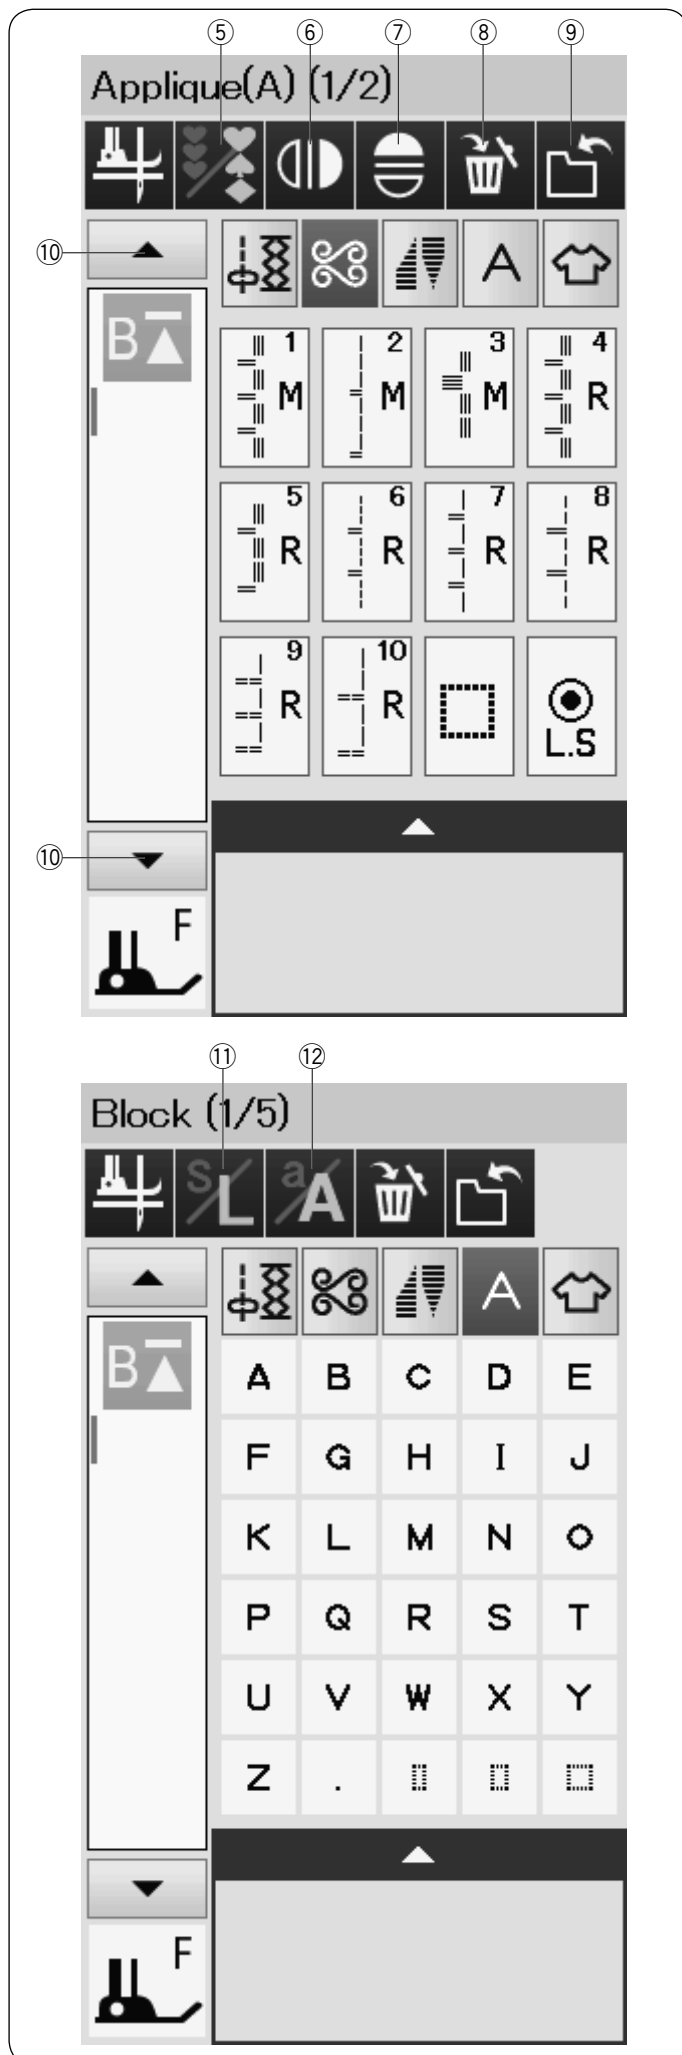 ⑤ ⑥ ⑦ ⑧ ⑨
Applique(A) (1/2)
⑩
A
B
1 M 2 M 3 M 4 R
5 R 6 R 7 R 8 R
9 R 10 R L.S
⑩
F
⑪ ⑫
Block (1/5)
S L a A
A
B
A B C D E
F G H I J
K L M N O
P Q R S T
U V W X Y
Z .
F